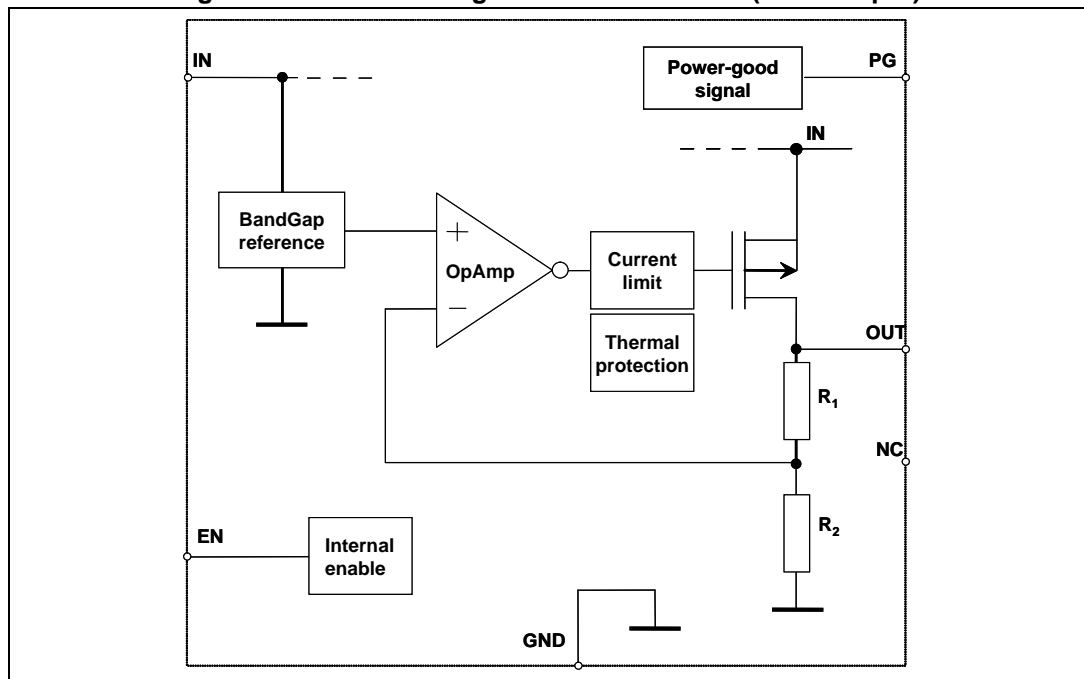 IN
PG
Power-good
signal
IN
BandGap
reference
+
OpAmp
−
Current
limit
Thermal
protection
OUT
R₁
NC
R₂
EN
Internal
enable
GND